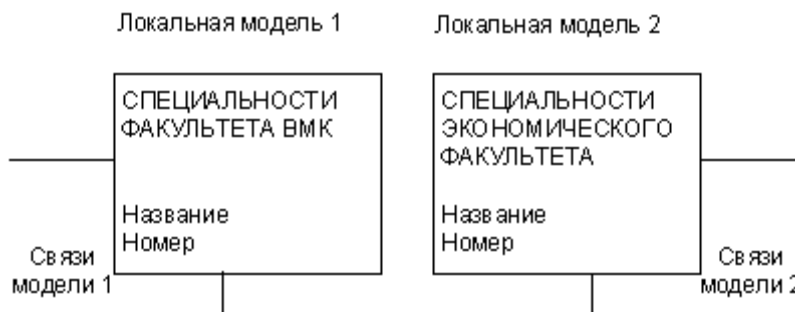 Локальная модель 1
Локальная модель 2
СПЕЦИАЛЬНОСТИ
ФАКУЛЬТЕТА ВМК
Название
Номер
СПЕЦИАЛЬНОСТИ
ЭКОНОМИЧЕСКОГО
ФАКУЛЬТЕТА
Название
Номер
Связи
модели 1
Связи
модели 2